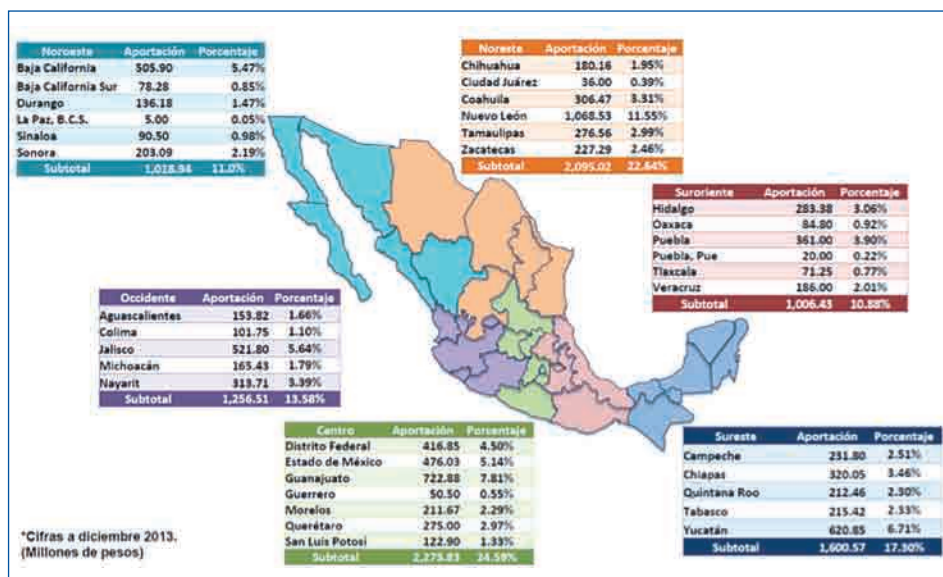 Noroeste Aportación Porcentaje
Baja California 505.90 5.47%
Baja California Sur 78.28 0.85%
Durango 136.18 1.47%
La Paz, B.C.S. 5.00 0.05%
Sinaloa 90.50 0.98%
Sonora 203.09 2.19%
Subtotal 1,018.94 11.0%
Noreste Aportación Porcentaje
Chihuahua 180.16 1.95%
Ciudad Juárez 36.00 0.39%
Coahuila 306.47 3.31%
Nuevo León 1,068.53 11.55%
Tamaulipas 276.56 2.99%
Zacatecas 227.29 2.46%
Subtotal 2,095.02 22.64%
Suroriente Aportación Porcentaje
Hidalgo 283.38 3.06%
Oaxaca 84.80 0.92%
Puebla 361.00 3.90%
Puebla, Pue 20.00 0.22%
Tlaxcala 71.25 0.77%
Veracruz 186.00 2.01%
Subtotal 1,006.43 10.88%
Occidente Aportación Porcentaje
Aguascalientes 153.82 1.66%
Colima 101.75 1.10%
Jalisco 521.80 5.64%
Michoacán 165.43 1.79%
Nayarit 313.71 3.39%
Subtotal 1,256.51 13.58%
Centro Aportación Porcentaje
Distrito Federal 416.85 4.50%
Estado de México 476.03 5.14%
Guanajuato 722.88 7.81%
Guerrero 50.50 0.55%
Morelos 211.67 2.29%
Querétaro 275.00 2.97%
San Luís Potosí 122.90 1.33%
Subtotal 2,275.83 24.59%
Sureste Aportación Porcentaje
Campeche 231.80 2.51%
Chiapas 320.05 3.46%
Quintana Roo 212.46 2.30%
Tabasco 215.42 2.33%
Yucatán 620.85 6.71%
Subtotal 1,600.57 17.30%
*Cifras a diciembre 2013.
(Millones de pesos)